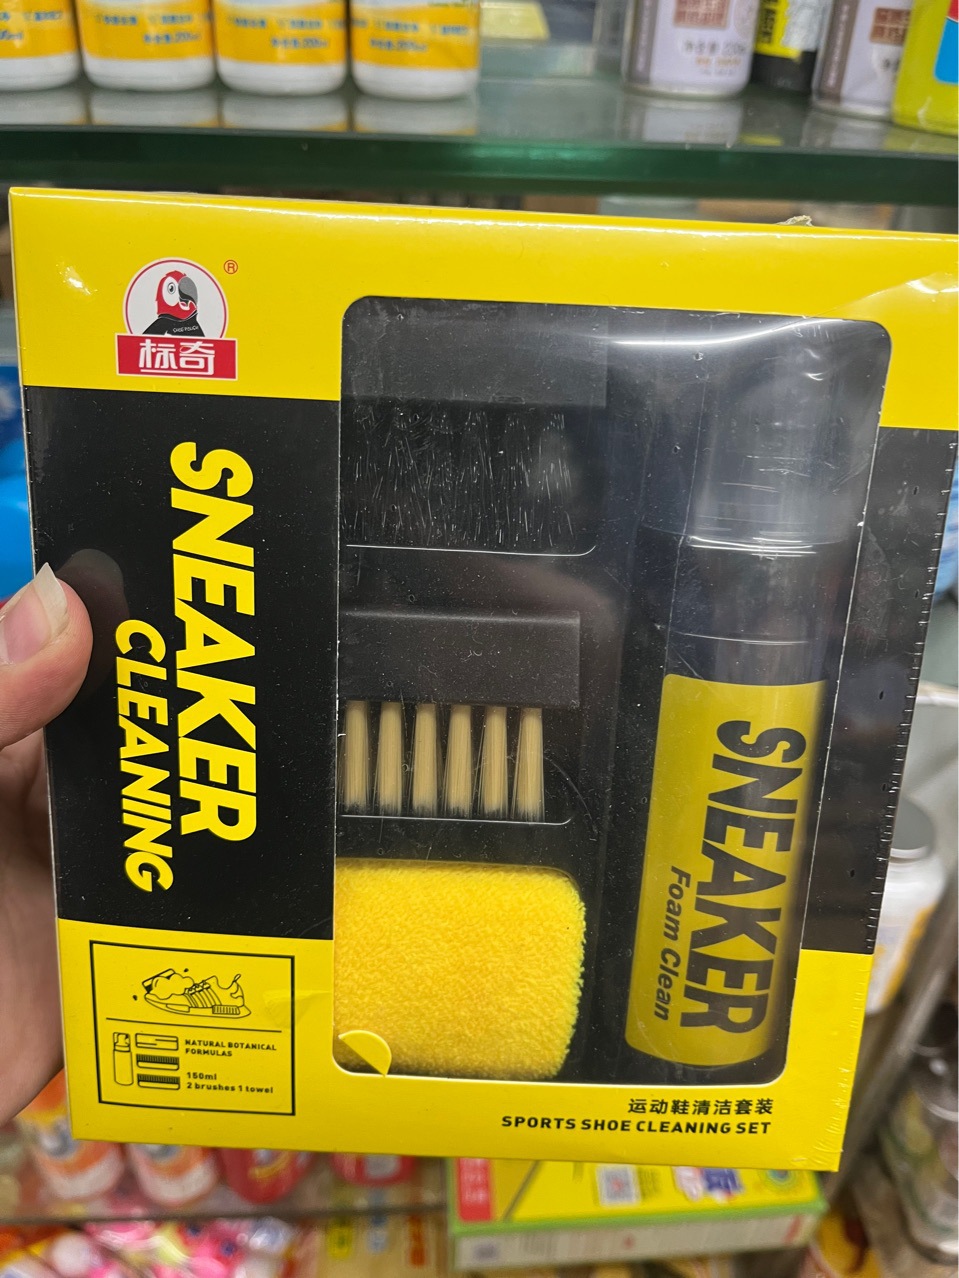 ®
标奇
SNEAKER
CLEANING
SNEAKER
Foam Clean
NATURAL BOTANICAL
FORMULAS
150ml
2 brushes 1 towel
运动鞋清洁套装
SPORTS SHOE CLEANING SET